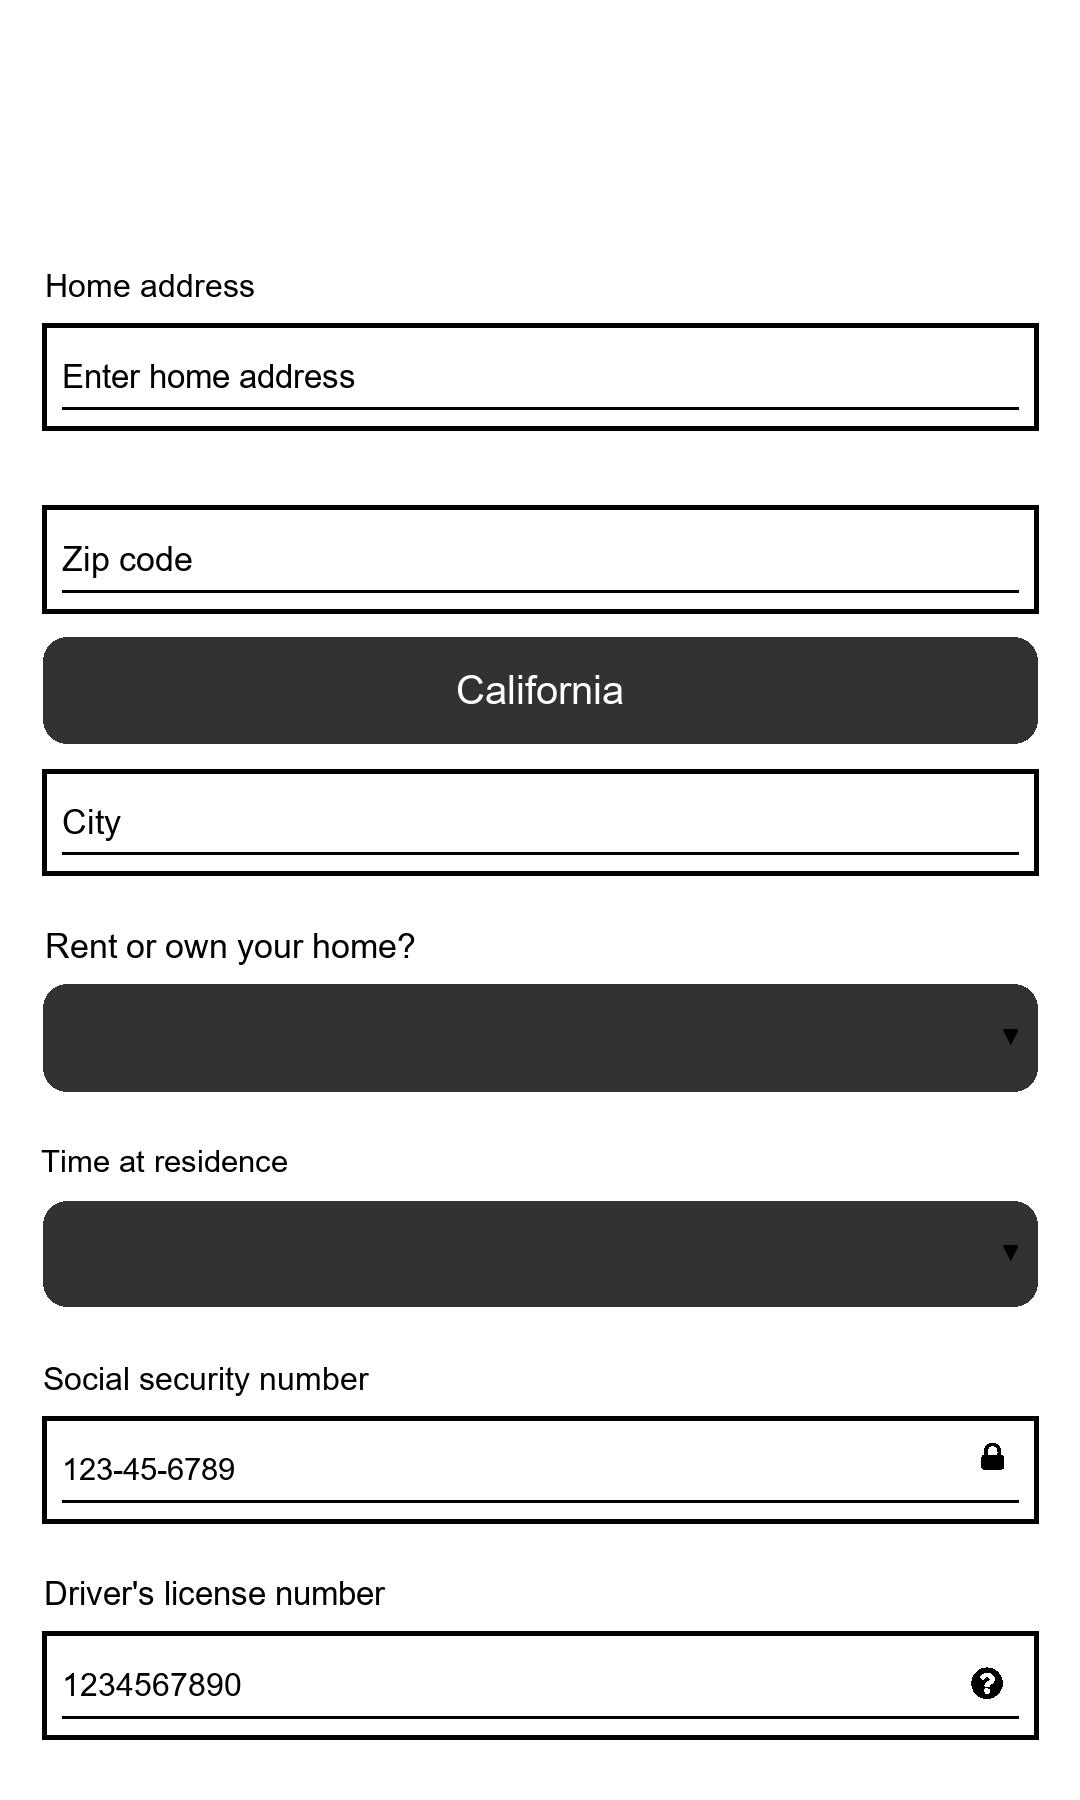 Home address
Enter home address
Zip code
California
City
Rent or own your home?
Time at residence
Social security number
123-45-6789
Driver's license number
1234567890